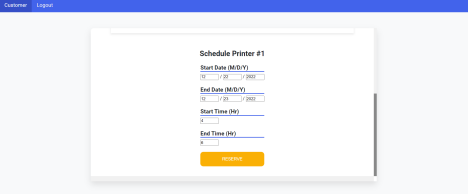 Customer Logout
Schedule Printer #1
Start Date (M/D/Y)
12 / 22 / 2022
End Date (M/D/Y)
12 / 23 / 2022
Start Time (Hr)
4
End Time (Hr)
6
RESERVE